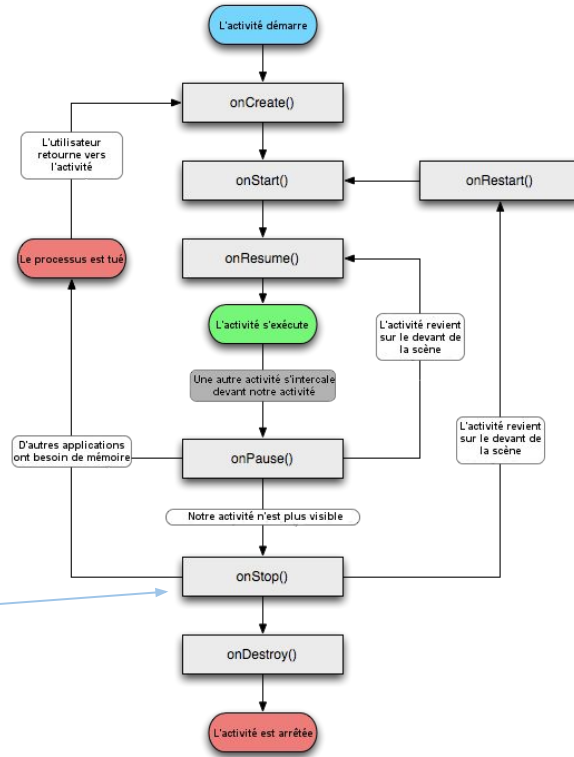 L'activité démarre
onCreate()
L'utilisateur
retourne vers
l'activité
onStart()
onRestart()
Le processus est tué
onResume()
L'activité s'exécute
L'activité revient
sur le devant de
la scène
Une autre activité s'intercale
devant notre activité
L'activité revient
sur le devant de
la scène
D'autres applications
ont besoin de mémoire
onPause()
Notre activité n'est plus visible
onStop()
onDestroy()
L'activité est arrêtée